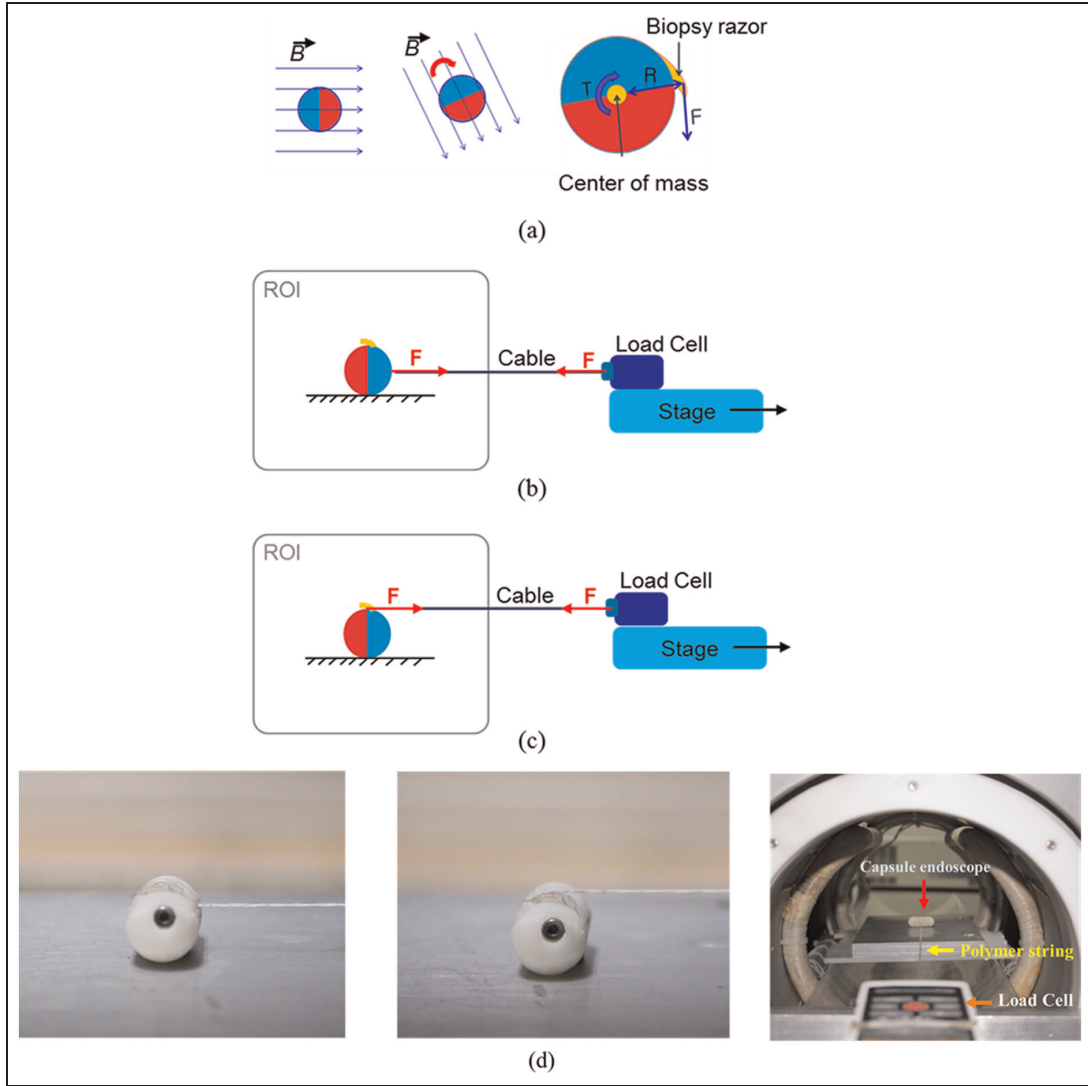 B
B
Biopsy razor
T
R
F
Center of mass
(a)
ROI
F
Cable
F
Load Cell
Stage
(b)
ROI
F
Cable
F
Load Cell
Stage
(c)
Capsule endoscope
Polymer string
Load Cell
(d)